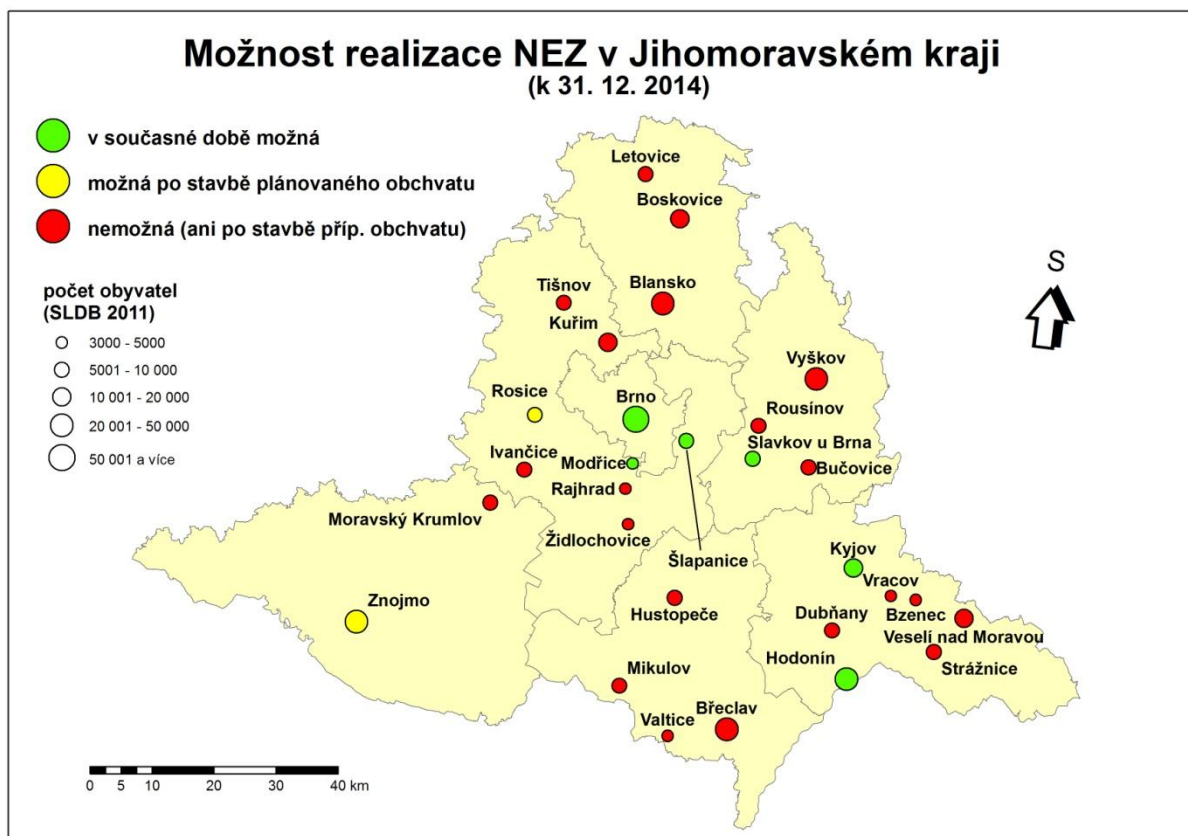 Možnost realizace NEZ v Jihomoravském kraji
(k 31. 12. 2014)
v současné době možná
možná po stavbě plánovaného obchvatu
nemožná (ani po stavbě příp. obchvatu)
počet obyvatel
(SLDB 2011)
3000 - 5000
5001 - 10 000
10 001 - 20 000
20 001 - 50 000
50 001 a více
S
Letovice
Boskovice
Tišnov
Blansko
Kuřim
Vyškov
Rosice
Brno
Rousínov
Slavkov u Brna
Ivančice
Modřice
Bučovice
Rajhrad
Moravský Krumlov
Židlochovice
Šlapanice
Kyjov
Vracov
Znojmo
Hustopeče
Dubňany
Bzenec
Veselí nad Moravou
Hodonín
Strážnice
Mikulov
Břeclav
Valtice
0 5 10 20 30 40 km